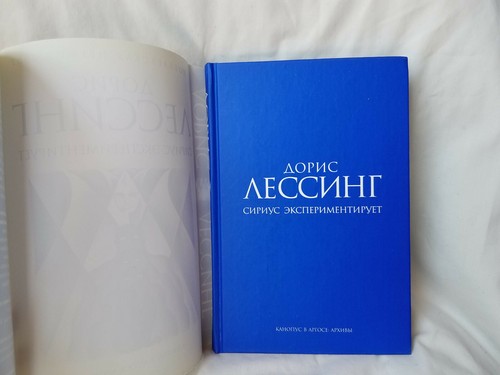 ДОРИС
ЛЕССИНГ
СИРИУС ЭКСПЕРИМЕНТИРУЕТ
КАНОПУС В АРГОСЕ: АРХИВЫ